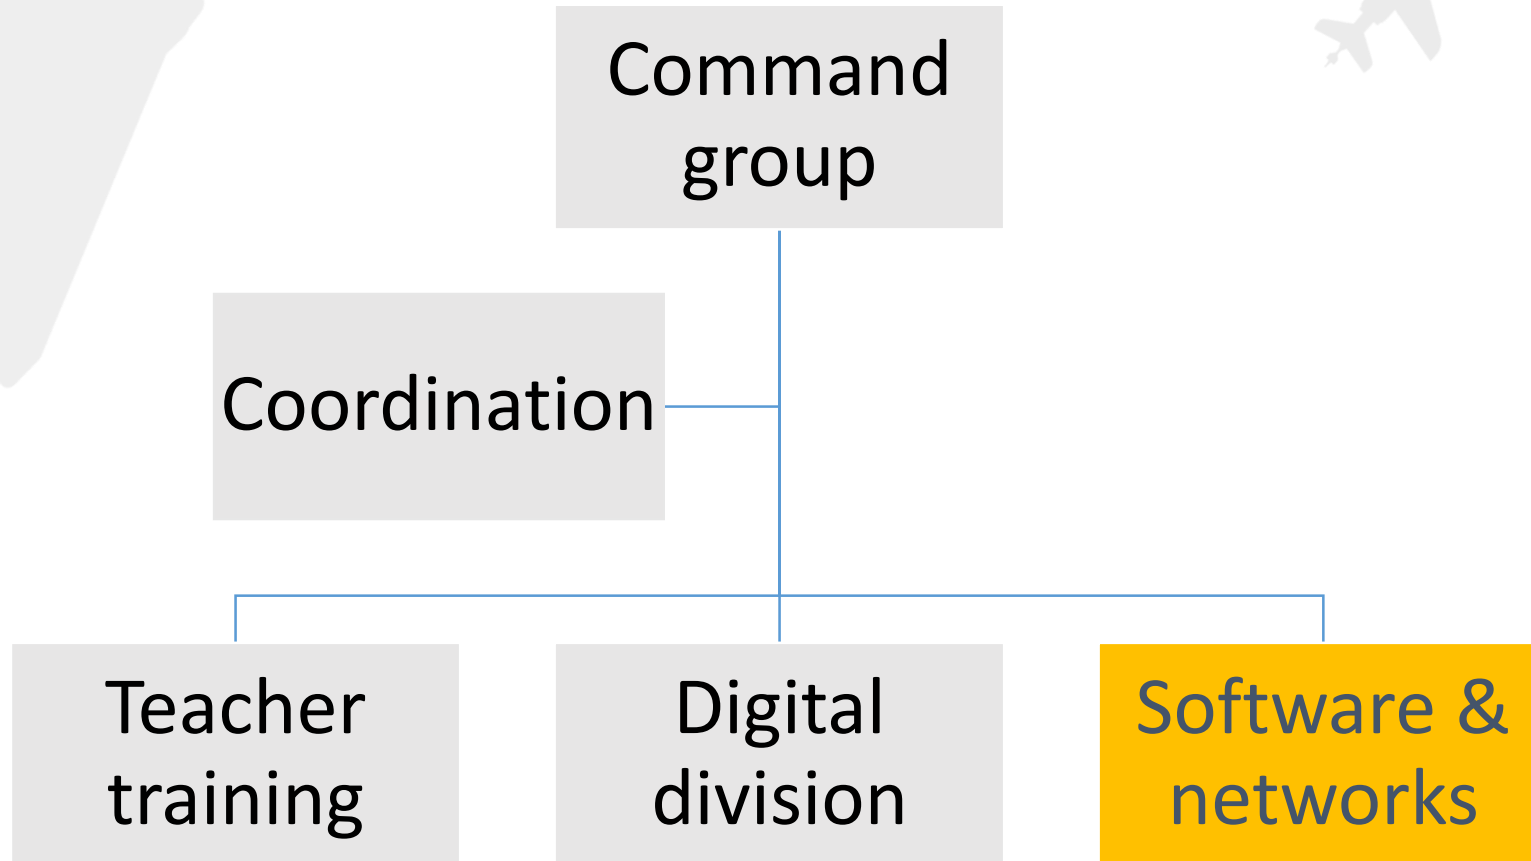 Command
group
Coordination
Teacher
training
Digital
division
Software &
networks